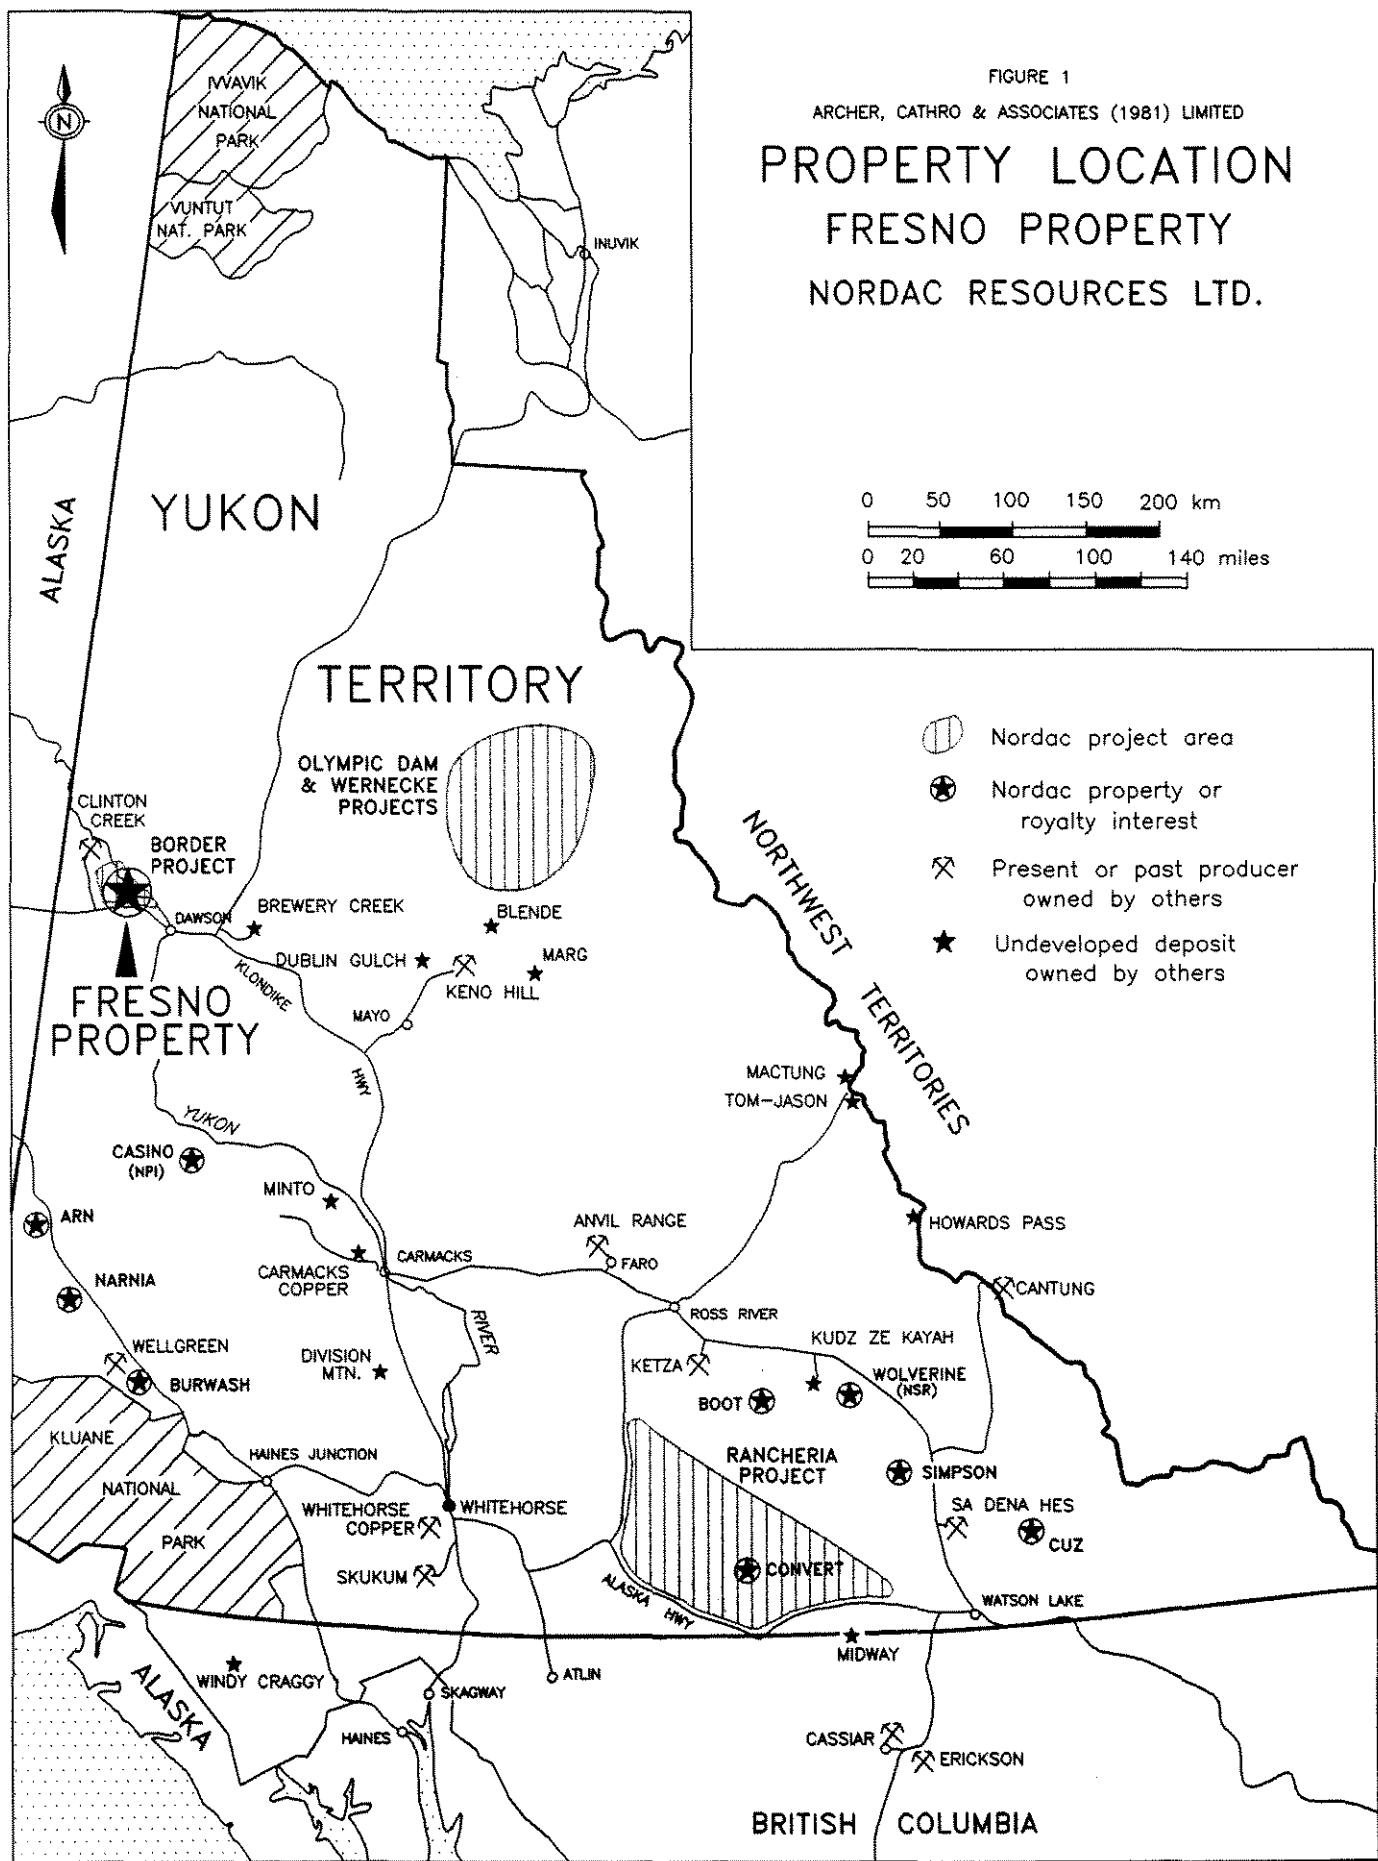 FIGURE 1
ARCHER, CATHRO & ASSOCIATES (1981) LIMITED
PROPERTY LOCATION
FRESNO PROPERTY
NORDAC RESOURCES LTD.
N
IVVAVIK
NATIONAL
PARK
VUNTUT
NAT. PARK
INUVIK
0 50 100 150 200 km
0 20 60 100 140 miles
YUKON
ALASKA
TERRITORY
OLYMPIC DAM
& WERNECKE
PROJECTS
Nordac project area
Nordac property or
royalty interest
Present or past producer
owned by others
Undeveloped deposit
owned by others
CLINTON
CREEK
BORDER
PROJECT
DAWSON
BREWERY CREEK
BLENDE
DUBLIN GULCH
MARG
KENO HILL
KLONDIKE
HWY
MAYO
FRESNO
PROPERTY
NORTHWEST
TERRITORIES
MACTUNG
TOM-JASON
YUKON
RIVER
CASINO
(NPI)
MINTO
ARN
ANVIL RANGE
HOWARDS PASS
CARMACKS
FARO
CARMACKS
COPPER
CANTUNG
NARNIA
ROSS RIVER
WELLGREEN
DIVISION
MTN.
KUDZ ZE KAYAH
KETZA
WOLVERINE
(NSR)
BURWASH
BOOT
KLUANE
NATIONAL
PARK
HAINES JUNCTION
RANCHERIA
PROJECT
SIMPSON
WHITEHORSE
COPPER
WHITEHORSE
SA DENA HES
CUZ
SKUKUM
CONVERT
ALASKA
HWY
WATSON LAKE
MIDWAY
WINDY CRAGGY
ATLIN
ALASKA
SKAGWAY
HAINES
CASSIAR
ERICKSON
BRITISH COLUMBIA